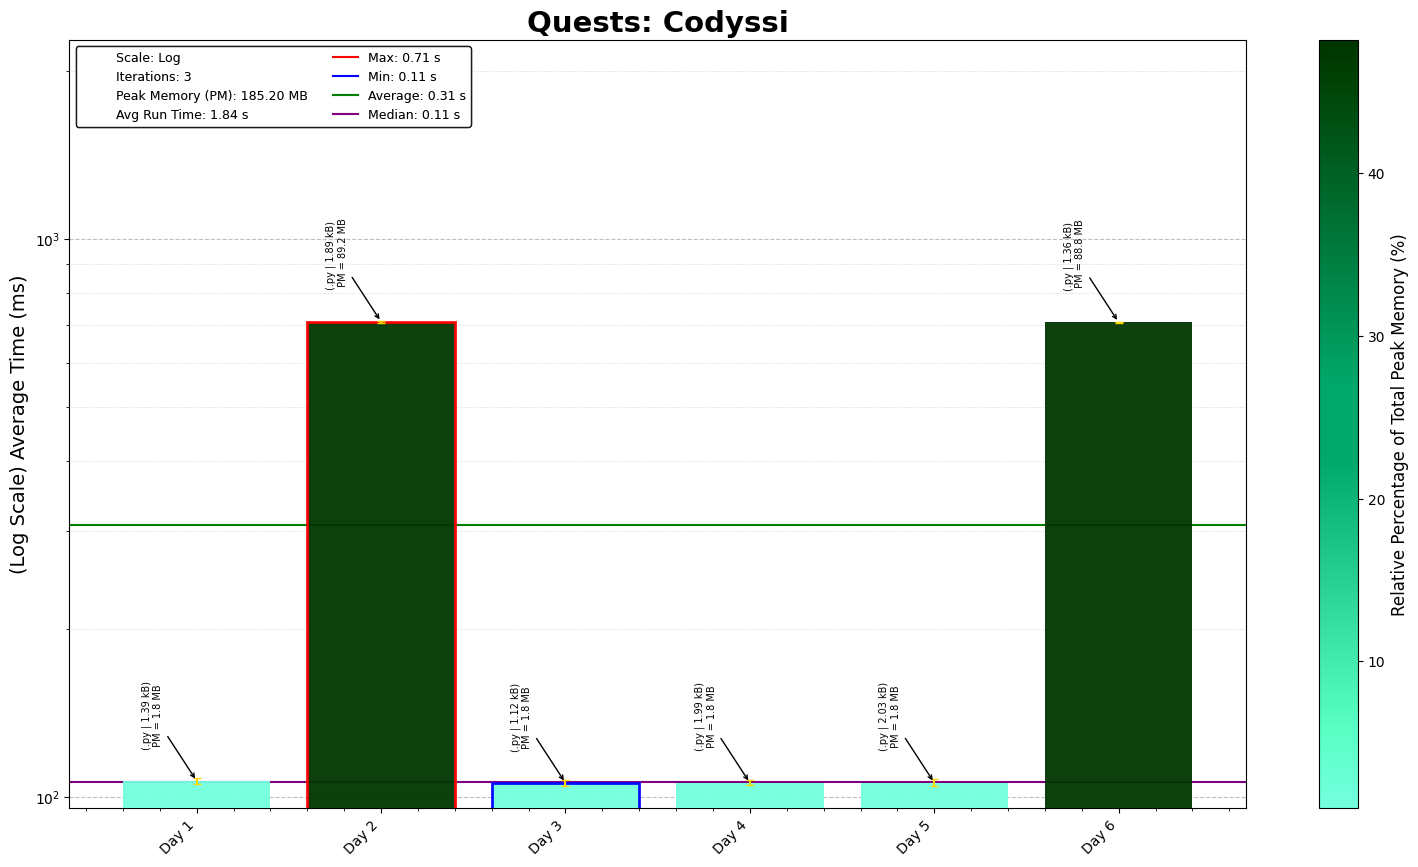 Quests: Codyssi
Scale: Log
Iterations: 3
Peak Memory (PM): 185.20 MB
Avg Run Time: 1.84 s
Max: 0.71 s
Min: 0.11 s
Average: 0.31 s
Median: 0.11 s
(Log Scale) Average Time (ms)
10³
10²
(.py | 1.39 kB)
PM = 1.8 MB
(.py | 1.89 kB)
PM = 89.2 MB
(.py | 1.12 kB)
PM = 1.8 MB
(.py | 1.99 kB)
PM = 1.8 MB
(.py | 2.03 kB)
PM = 1.8 MB
(.py | 1.36 kB)
PM = 88.8 MB
Day 1
Day 2
Day 3
Day 4
Day 5
Day 6
40
30
20
10
Relative Percentage of Total Peak Memory (%)